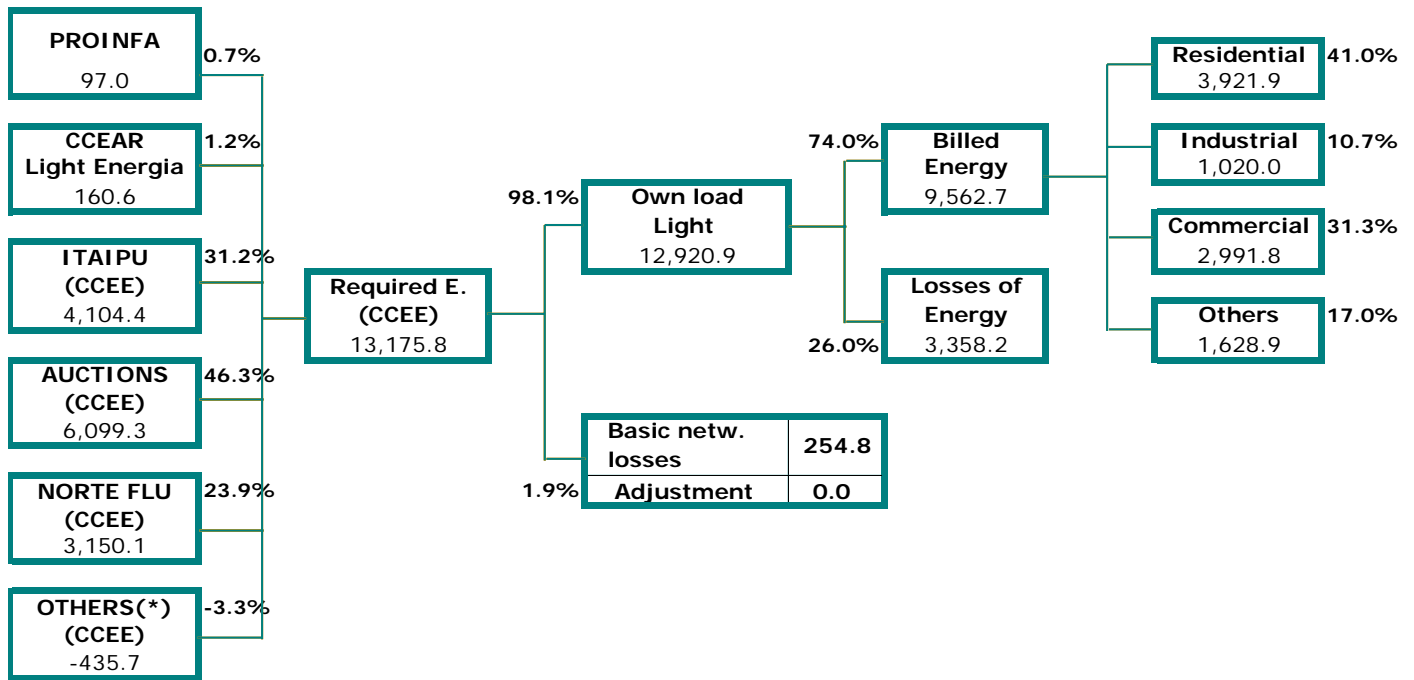 PROINFA
97.0
0.7%
CCEAR
Light Energia
160.6
1.2%
ITAIPU
(CCEE)
4,104.4
31.2%
AUCTIONS
(CCEE)
6,099.3
46.3%
NORTE FLU
(CCEE)
3,150.1
23.9%
OTHERS(*)
(CCEE)
-435.7
-3.3%
Required E.
(CCEE)
13,175.8
98.1%
Own load
Light
12,920.9
1.9%
Basic netw.
losses
254.8
Adjustment
0.0
74.0%
Billed
Energy
9,562.7
26.0%
Losses of
Energy
3,358.2
Residential
3,921.9
41.0%
Industrial
1,020.0
10.7%
Commercial
2,991.8
31.3%
Others
1,628.9
17.0%